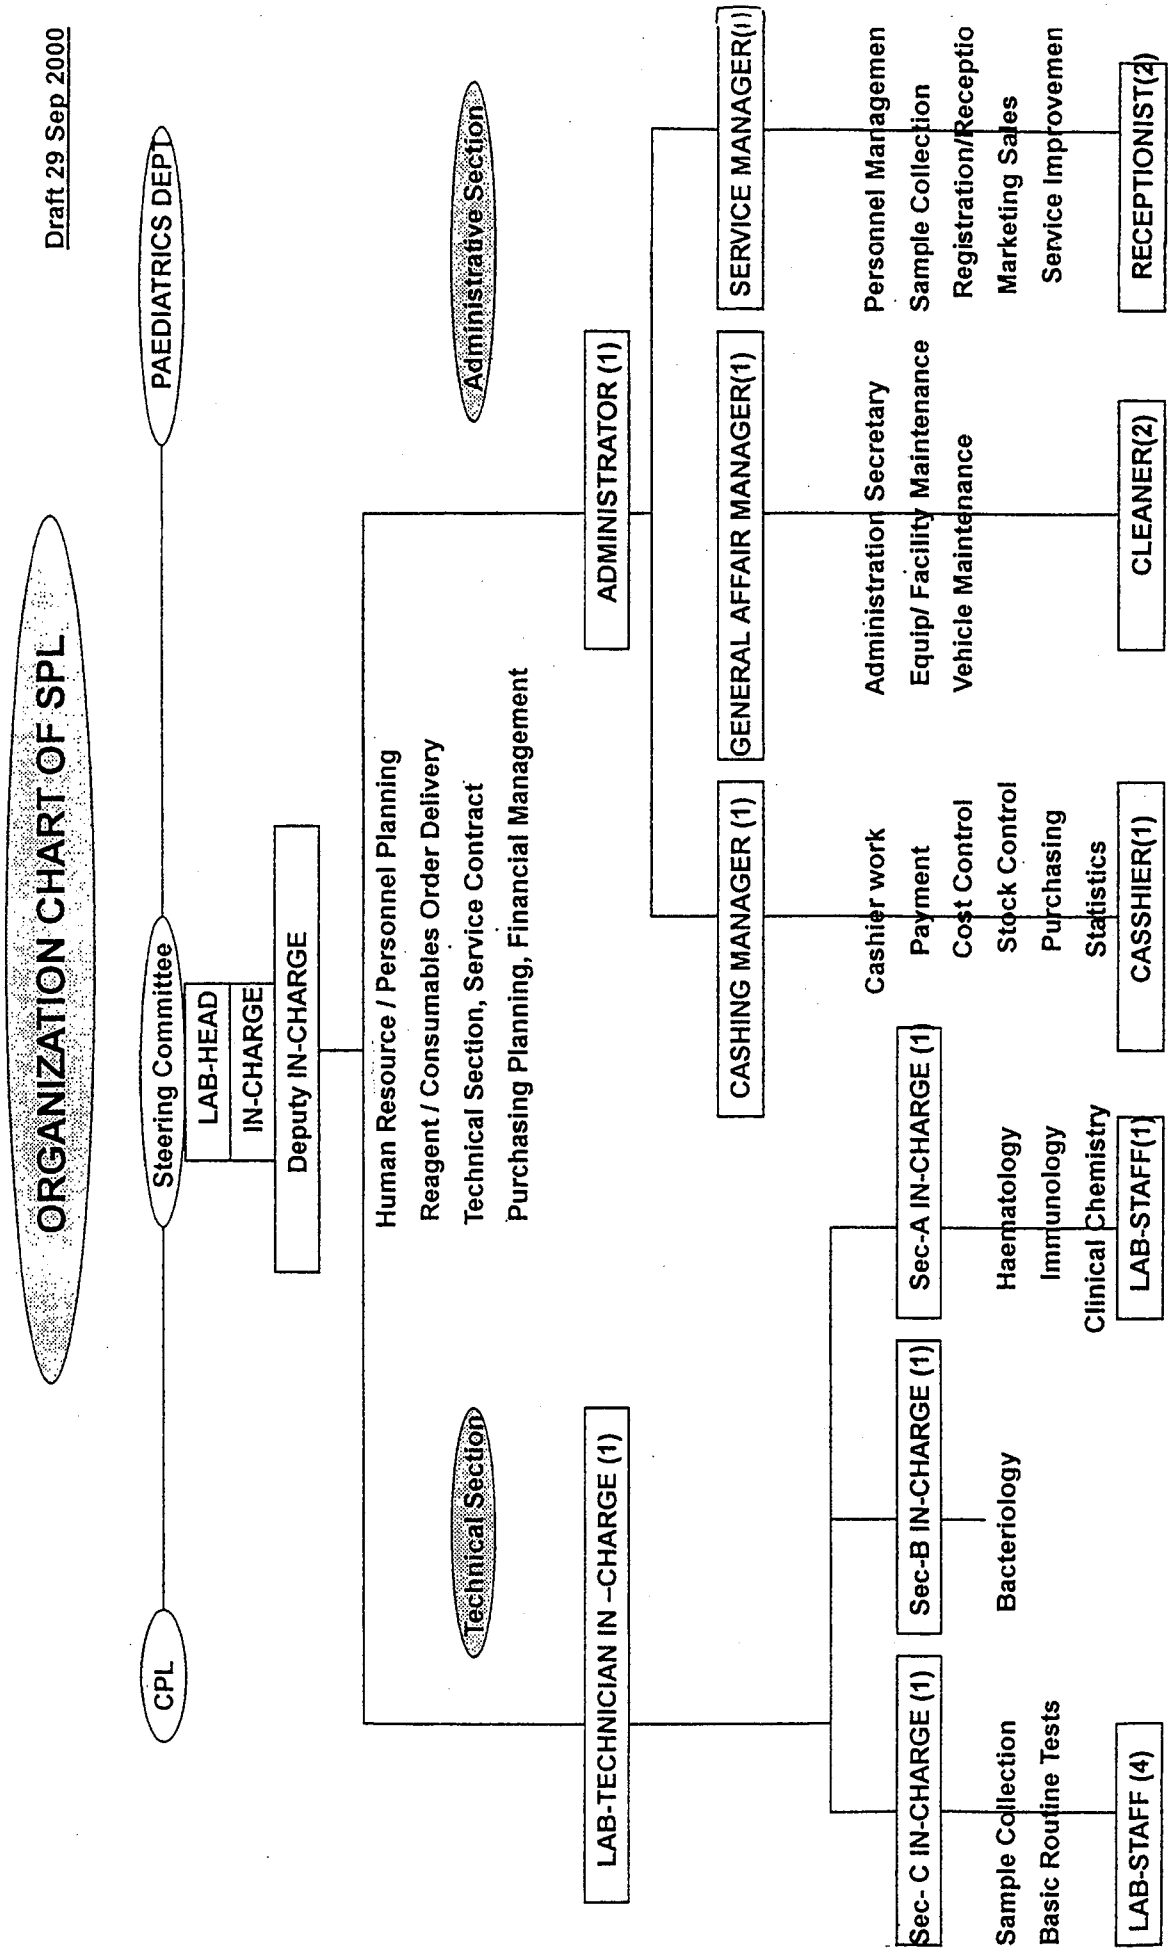 Draft 29 Sep 2000
ORGANIZATION CHART OF SPL
CPL
Steering Committee
PAEDIATRICS DEPT
LAB-HEAD
IN-CHARGE
Deputy IN-CHARGE
Human Resource / Personnel Planning
Reagent / Consumables Order Delivery
Technical Section, Service Contract
Purchasing Planning, Financial Management
Technical Section
Administrative Section
LAB-TECHNICIAN IN –CHARGE (1)
ADMINISTRATOR (1)
Sec- C IN-CHARGE (1)
Sample Collection
Basic Routine Tests
LAB-STAFF (4)
Sec-B IN-CHARGE (1)
Bacteriology
Sec-A IN-CHARGE (1)
Haematology
Immunology
Clinical Chemistry
LAB-STAFF(1)
CASHING MANAGER (1)
Cashier work
Payment
Cost Control
Stock Control
Purchasing
Statistics
CASSHIER(1)
GENERAL AFFAIR MANAGER(1)
Administration Secretary
Equip/ Facility Maintenance
Vehicle Maintenance
CLEANER(2)
SERVICE MANAGER(1)
Personnel Managemen
Sample Collection
Registration/Receptio
Marketing Sales
Service Improvemen
RECEPTIONIST(2)